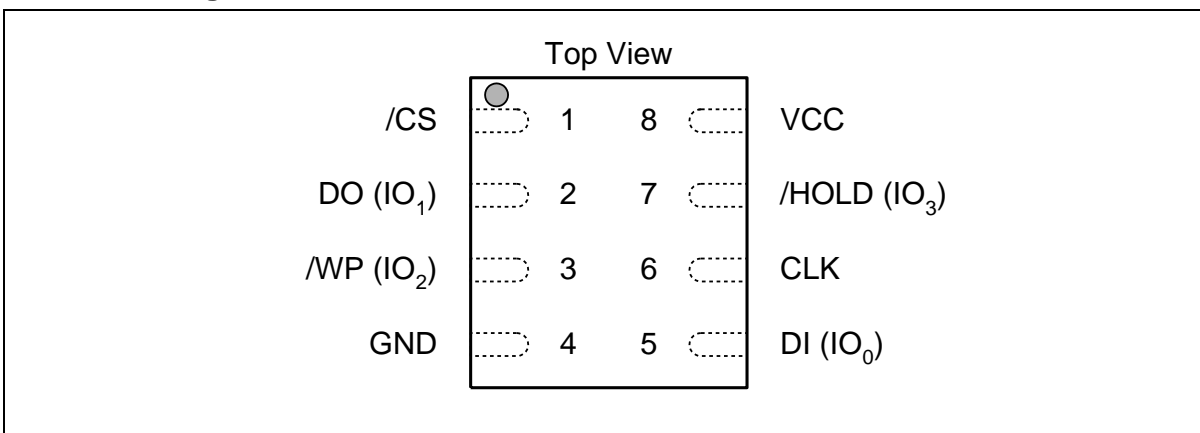 Top View
/CS 1 8 VCC
DO (IO₁) 2 7 /HOLD (IO₃)
/WP (IO₂) 3 6 CLK
GND 4 5 DI (IO₀)